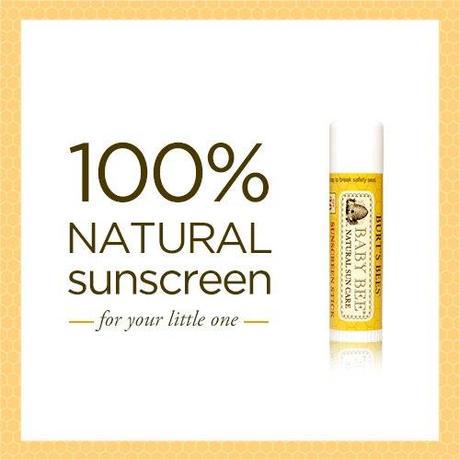 100%
NATURAL
sunscreen
for your little one
BURT'S BEES
BABY BEE
NATURAL SUN CARE
SUNSCREEN STICK